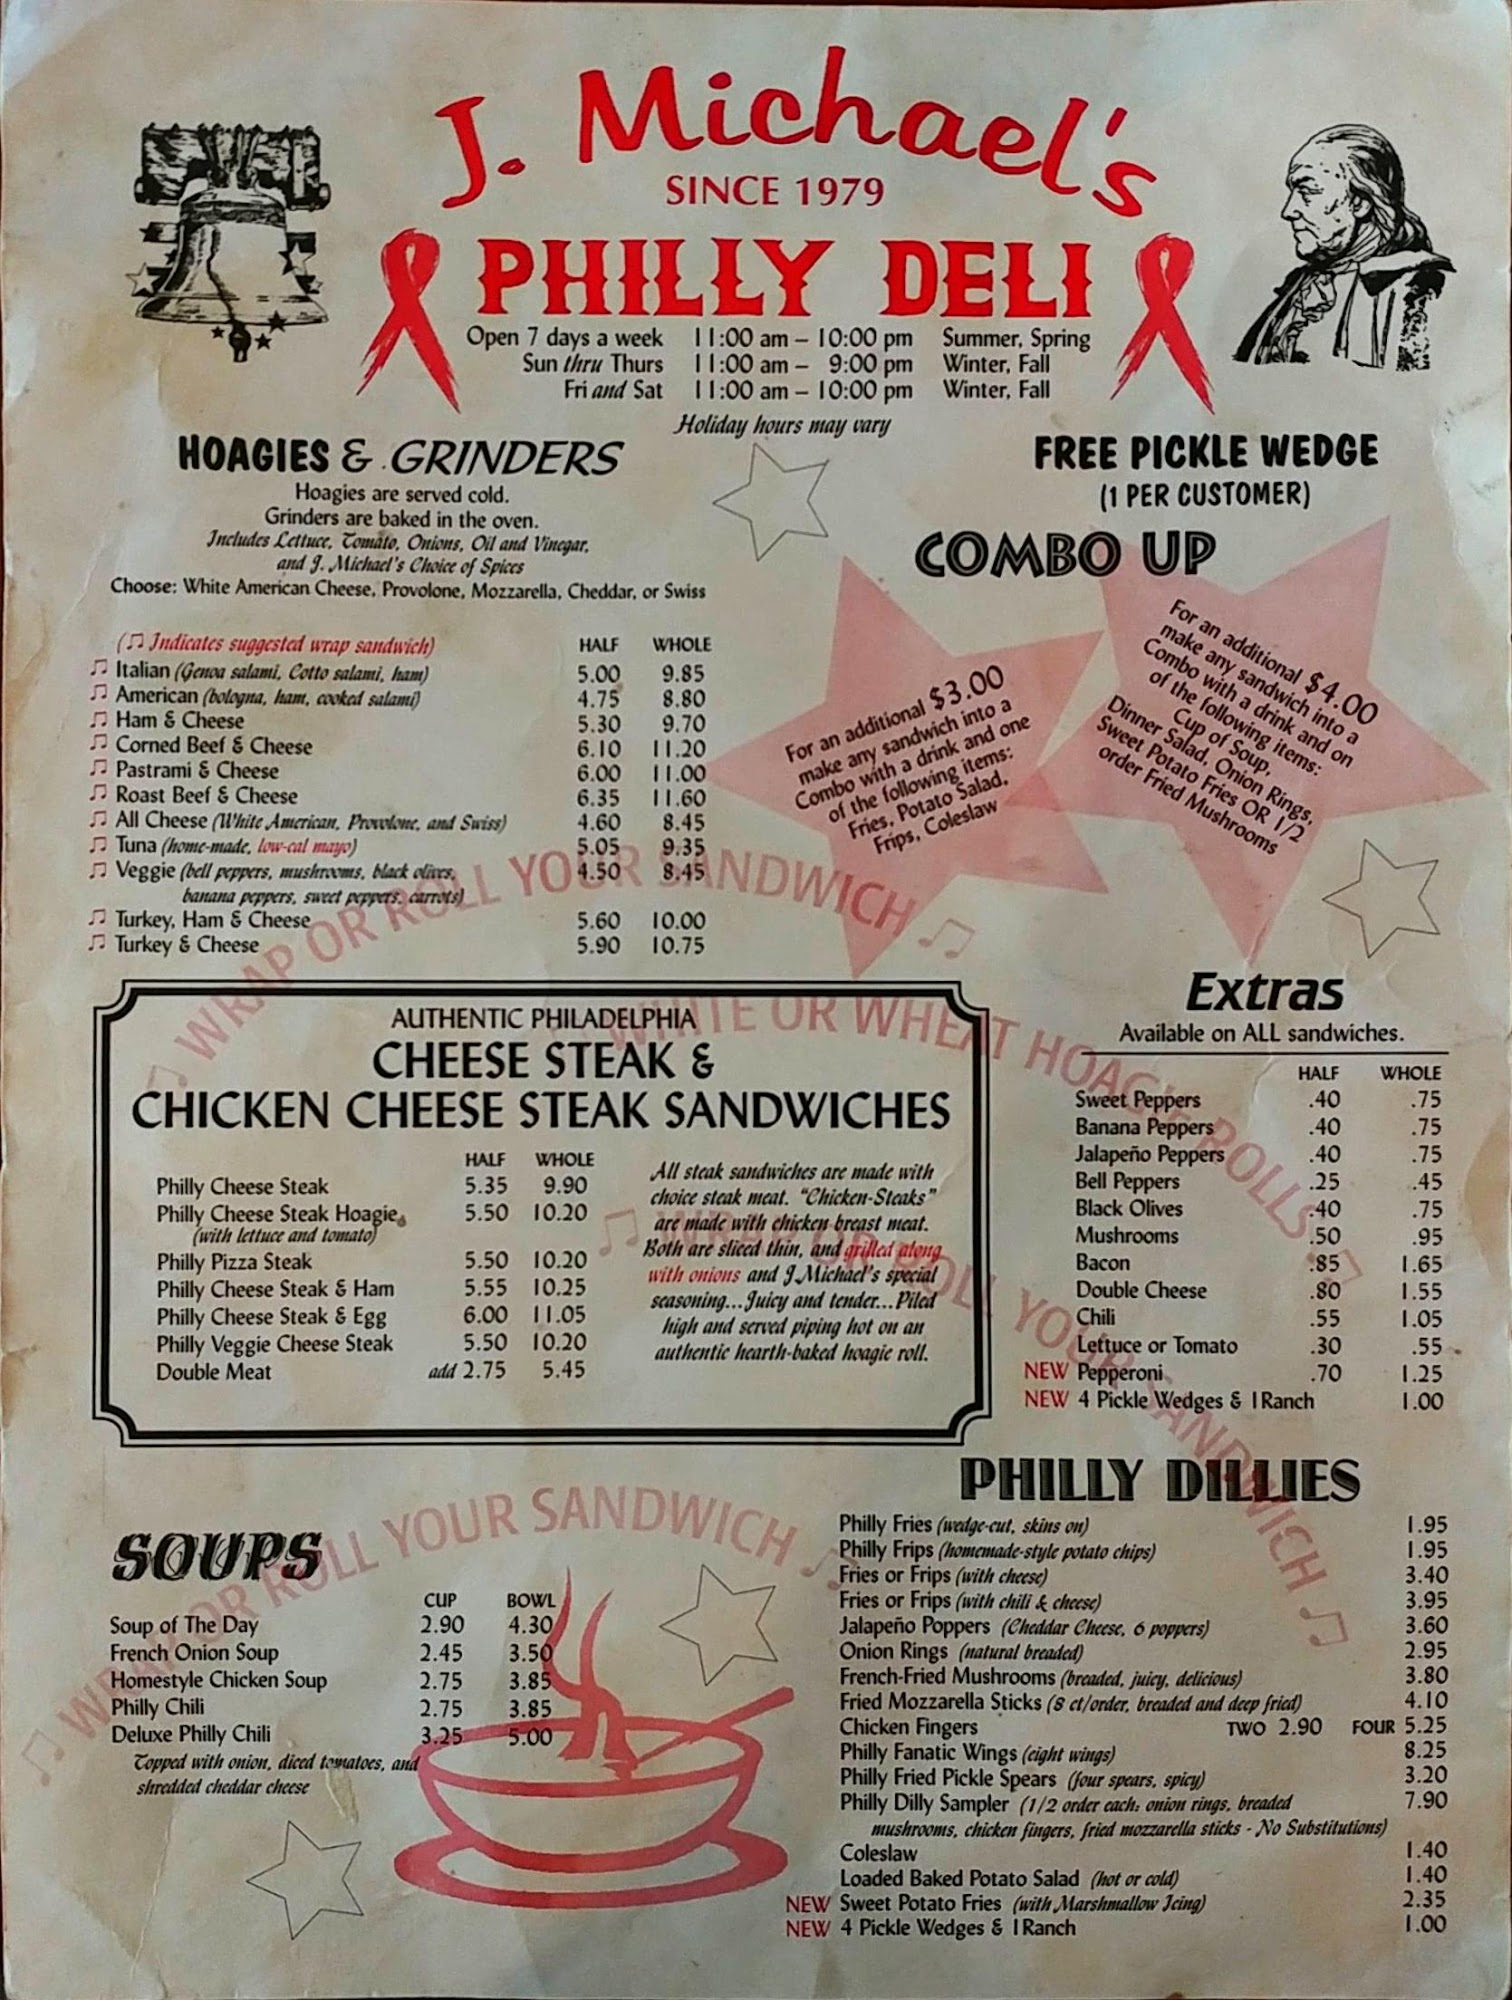 J. Michael's
SINCE 1979
PHILLY DELI
Open 7 days a week 11:00 am – 10:00 pm Summer, Spring
Sun thru Thurs 11:00 am – 9:00 pm Winter, Fall
Fri and Sat 11:00 am – 10:00 pm Winter, Fall
Holiday hours may vary
HOAGIES & GRINDERS
Hoagies are served cold.
Grinders are baked in the oven.
Includes Lettuce, Tomato, Onions, Oil and Vinegar,
and J. Michael's Choice of Spices
Choose: White American Cheese, Provolone, Mozzarella, Cheddar, or Swiss
(♫ Indicates suggested wrap sandwich) HALF WHOLE
♫ Italian (Genoa salami, Cotto salami, ham) 5.00 9.85
♫ American (bologna, ham, cooked salami) 4.75 8.80
♫ Ham & Cheese 5.30 9.70
♫ Corned Beef & Cheese 6.10 11.20
♫ Pastrami & Cheese 6.00 11.00
♫ Roast Beef & Cheese 6.35 11.60
♫ All Cheese (White American, Provolone, and Swiss) 4.60 8.45
♫ Tuna (home-made, low-cal mayo) 5.05 9.35
♫ Veggie (bell peppers, mushrooms, black olives, 4.50 8.45
banana peppers, sweet peppers, carrots)
♫ Turkey, Ham & Cheese 5.60 10.00
♫ Turkey & Cheese 5.90 10.75
FREE PICKLE WEDGE
(1 PER CUSTOMER)
COMBO UP
For an additional $3.00
make any sandwich into a
Combo with a drink and one
of the following items:
Fries, Potato Salad,
Frips, Coleslaw
For an additional $4.00
make any sandwich into a
Combo with a drink and on
of the following items:
Cup of Soup,
Dinner Salad, Onion Rings,
Sweet Potato Fries OR 1/2
order Fried Mushrooms
♫ WRAP OR ROLL YOUR SANDWICH ♫
WHITE OR WHEAT HOAGIE ROLLS
AUTHENTIC PHILADELPHIA
CHEESE STEAK &
CHICKEN CHEESE STEAK SANDWICHES
HALF WHOLE
Philly Cheese Steak 5.35 9.90
Philly Cheese Steak Hoagie 5.50 10.20
(with lettuce and tomato)
Philly Pizza Steak 5.50 10.20
Philly Cheese Steak & Ham 5.55 10.25
Philly Cheese Steak & Egg 6.00 11.05
Philly Veggie Cheese Steak 5.50 10.20
Double Meat add 2.75 5.45
All steak sandwiches are made with
choice steak meat. "Chicken-Steaks"
are made with chicken breast meat.
Both are sliced thin, and grilled along
with onions and J.Michael's special
seasoning...Juicy and tender...Piled
high and served piping hot on an
authentic hearth-baked hoagie roll.
♫ WRAP OR ROLL YOUR SANDWICH ♫
Extras
Available on ALL sandwiches.
HALF WHOLE
Sweet Peppers .40 .75
Banana Peppers .40 .75
Jalapeño Peppers .40 .75
Bell Peppers .25 .45
Black Olives .40 .75
Mushrooms .50 .95
Bacon .85 1.65
Double Cheese .80 1.55
Chili .55 1.05
Lettuce or Tomato .30 .55
NEW Pepperoni .70 1.25
NEW 4 Pickle Wedges & 1 Ranch 1.00
SOUPS
CUP BOWL
Soup of The Day 2.90 4.30
French Onion Soup 2.45 3.50
Homestyle Chicken Soup 2.75 3.85
Philly Chili 2.75 3.85
Deluxe Philly Chili 3.25 5.00
Topped with onion, diced tomatoes, and
shredded cheddar cheese
♫ WRAP OR ROLL YOUR SANDWICH ♫
PHILLY DILLIES
Philly Fries (wedge-cut, skins on) 1.95
Philly Frips (homemade-style potato chips) 1.95
Fries or Frips (with cheese) 3.40
Fries or Frips (with chili & cheese) 3.95
Jalapeño Poppers (Cheddar Cheese, 6 poppers) 3.60
Onion Rings (natural breaded) 2.95
French-Fried Mushrooms (breaded, juicy, delicious) 3.80
Fried Mozzarella Sticks (8 ct/order, breaded and deep fried) 4.10
Chicken Fingers TWO 2.90 FOUR 5.25
Philly Fanatic Wings (eight wings) 8.25
Philly Fried Pickle Spears (four spears, spicy) 3.20
Philly Dilly Sampler (1/2 order each: onion rings, breaded 7.90
mushrooms, chicken fingers, fried mozzarella sticks - No Substitutions)
Coleslaw 1.40
Loaded Baked Potato Salad (hot or cold) 1.40
NEW Sweet Potato Fries (with Marshmallow Icing) 2.35
NEW 4 Pickle Wedges & 1 Ranch 1.00